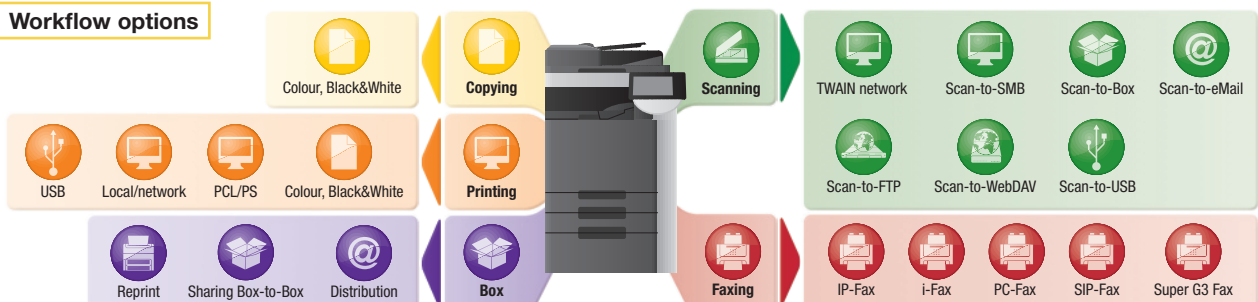 Workflow options
Colour, Black&White
Copying
Scanning
TWAIN network
Scan-to-SMB
Scan-to-Box
Scan-to-eMail
USB
Local/network
PCL/PS
Colour, Black&White
Printing
Scan-to-FTP
Scan-to-WebDAV
Scan-to-USB
Reprint
Sharing Box-to-Box
Distribution
Box
Faxing
IP-Fax
i-Fax
PC-Fax
SIP-Fax
Super G3 Fax